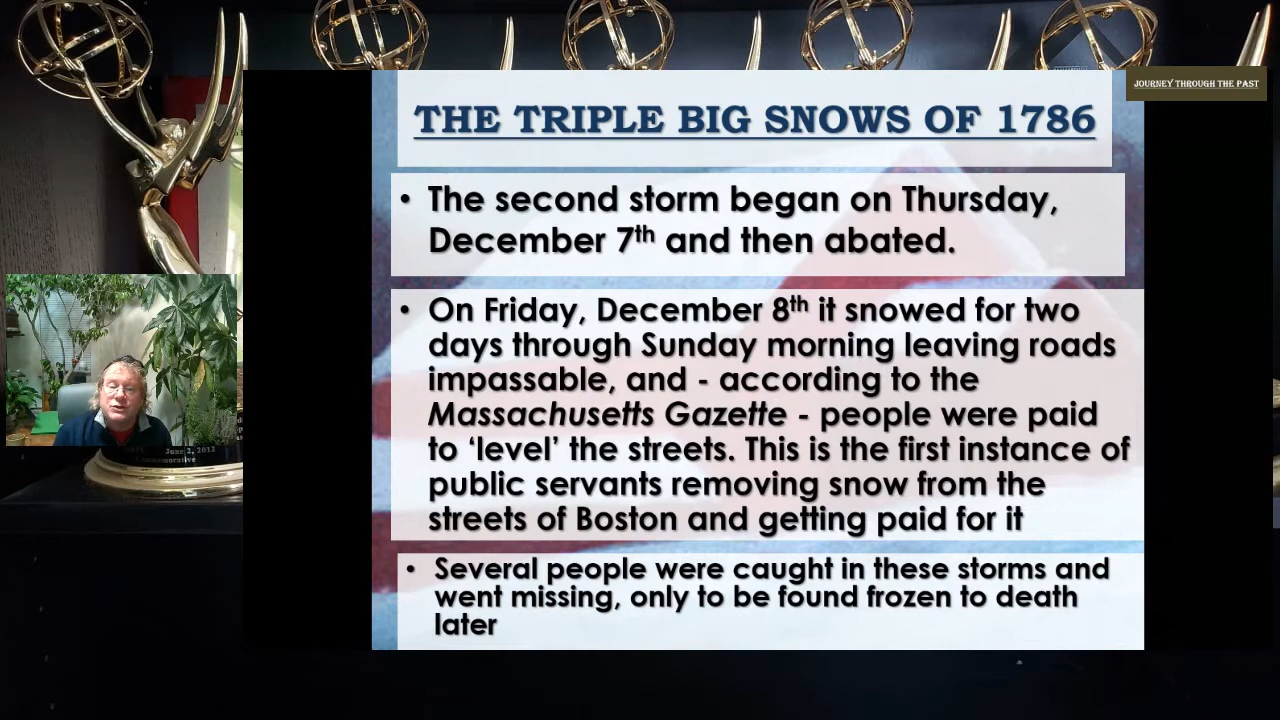 JOURNEY THROUGH THE PAST
THE TRIPLE BIG SNOWS OF 1786
• The second storm began on Thursday,
December 7th and then abated.
• On Friday, December 8th it snowed for two
days through Sunday morning leaving roads
impassable, and - according to the
Massachusetts Gazette - people were paid
to ‘level’ the streets. This is the first instance of
public servants removing snow from the
streets of Boston and getting paid for it
• Several people were caught in these storms and
went missing, only to be found frozen to death
later
June 2, 2012
Commemorative